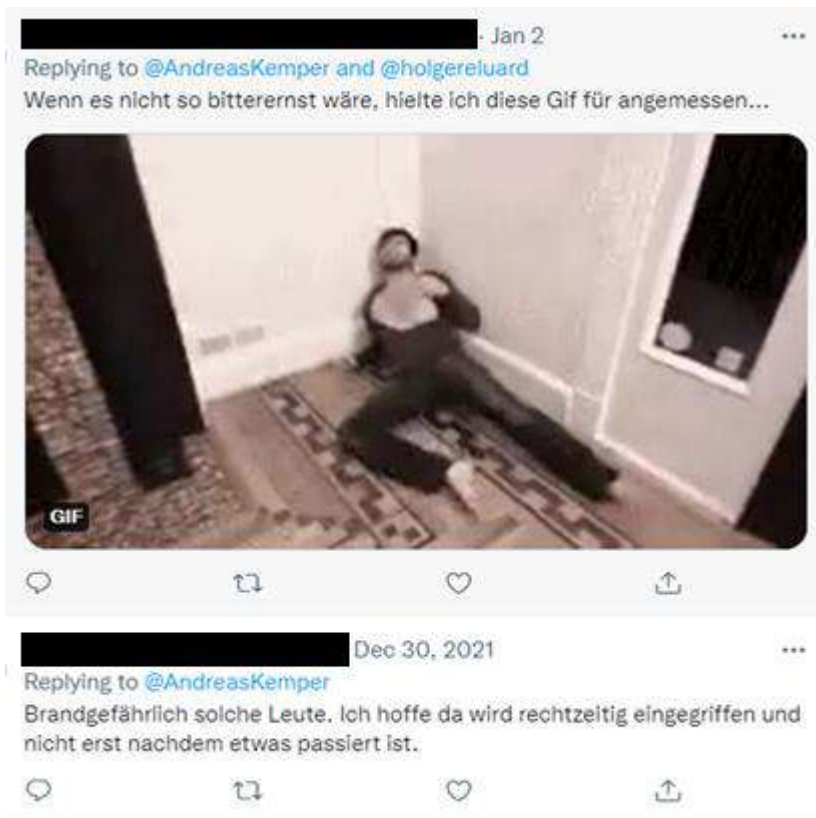 · Jan 2
Replying to @AndreasKemper and @holgereluard
Wenn es nicht so bitterernst wäre, hielte ich diese Gif für angemessen...
GIF
Dec 30, 2021
Replying to @AndreasKemper
Brandgefährlich solche Leute. Ich hoffe da wird rechtzeitig eingegriffen und
nicht erst nachdem etwas passiert ist.